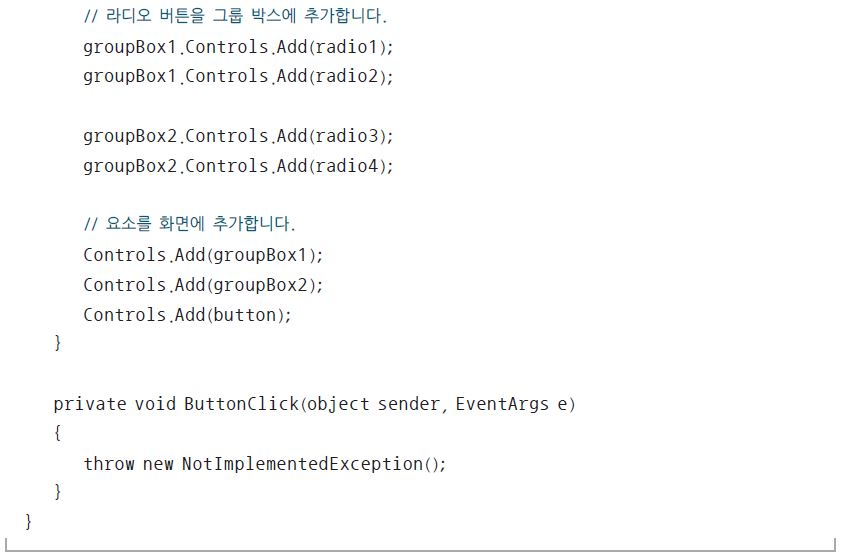 // 라디오 버튼을 그룹 박스에 추가합니다.
groupBox1.Controls.Add(radio1);
groupBox1.Controls.Add(radio2);
groupBox2.Controls.Add(radio3);
groupBox2.Controls.Add(radio4);
// 요소를 화면에 추가합니다.
Controls.Add(groupBox1);
Controls.Add(groupBox2);
Controls.Add(button);
}
private void ButtonClick(object sender, EventArgs e)
{
throw new NotImplementedException();
}
}